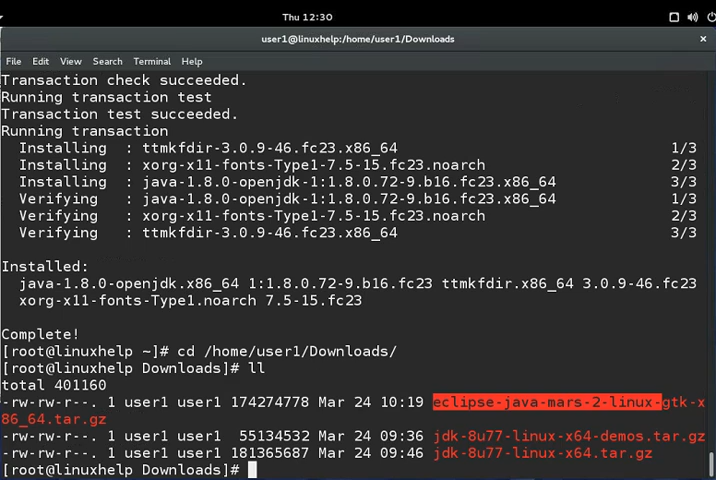 Thu 12:30
user1@linuxhelp:/home/user1/Downloads
File Edit View Search Terminal Help
Transaction check succeeded.
Running transaction test
Transaction test succeeded.
Running transaction
Installing : ttmkfdir-3.0.9-46.fc23.x86_64 1/3
Installing : xorg-x11-fonts-Type1-7.5-15.fc23.noarch 2/3
Installing : java-1.8.0-openjdk-1:1.8.0.72-9.b16.fc23.x86_64 3/3
Verifying : java-1.8.0-openjdk-1:1.8.0.72-9.b16.fc23.x86_64 1/3
Verifying : xorg-x11-fonts-Type1-7.5-15.fc23.noarch 2/3
Verifying : ttmkfdir-3.0.9-46.fc23.x86_64 3/3
Installed:
java-1.8.0-openjdk.x86_64 1:1.8.0.72-9.b16.fc23 ttmkfdir.x86_64 3.0.9-46.fc23
xorg-x11-fonts-Type1.noarch 7.5-15.fc23
Complete!
[root@linuxhelp ~]# cd /home/user1/Downloads/
[root@linuxhelp Downloads]# ll
total 401160
-rw-rw-r--. 1 user1 user1 174274778 Mar 24 10:19 eclipse-java-mars-2-linux-gtk-x
86_64.tar.gz
-rw-rw-r--. 1 user1 user1 55134532 Mar 24 09:36 jdk-8u77-linux-x64-demos.tar.gz
-rw-rw-r--. 1 user1 user1 181365687 Mar 24 09:46 jdk-8u77-linux-x64.tar.gz
[root@linuxhelp Downloads]#